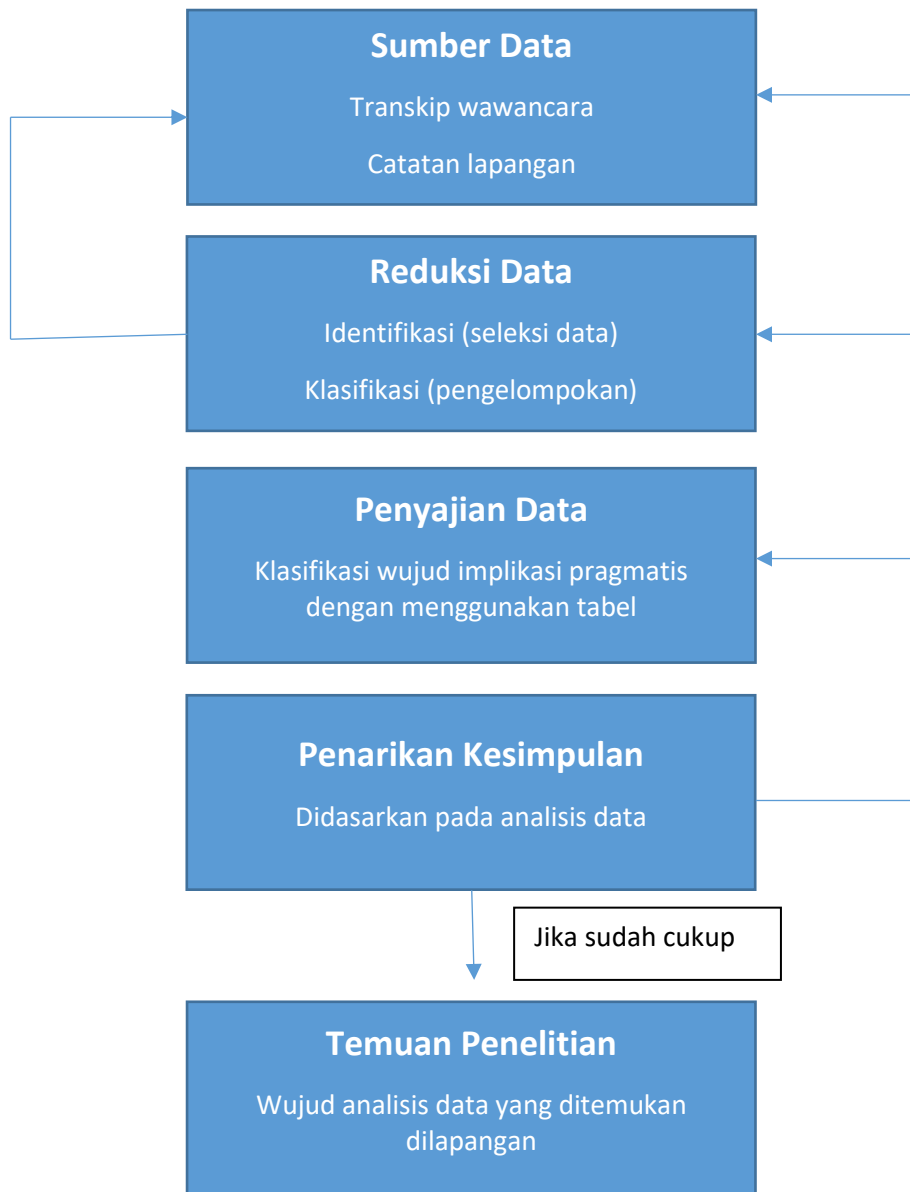 Sumber Data
Transkip wawancara
Catatan lapangan
Reduksi Data
Identifikasi (seleksi data)
Klasifikasi (pengelompokan)
Penyajian Data
Klasifikasi wujud implikasi pragmatis
dengan menggunakan tabel
Penarikan Kesimpulan
Didasarkan pada analisis data
Jika sudah cukup
Temuan Penelitian
Wujud analisis data yang ditemukan
dilapangan